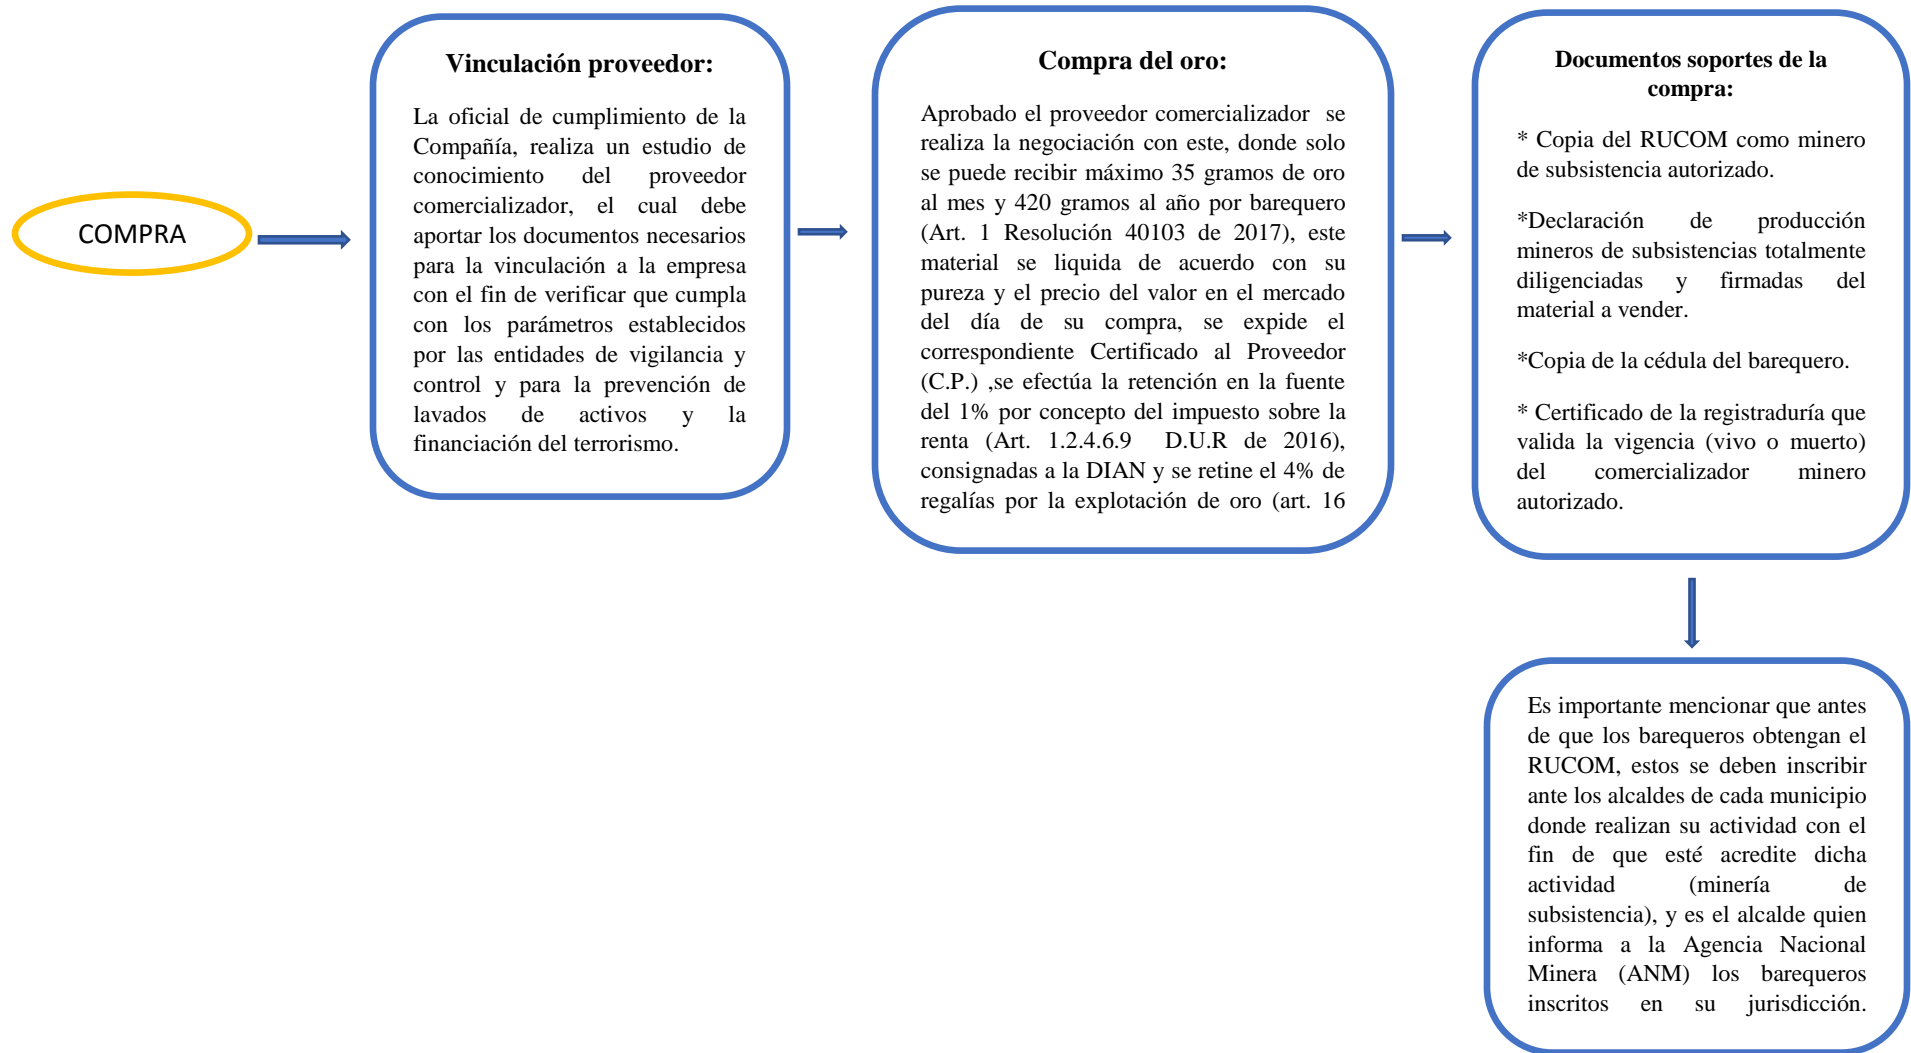 COMPRA
Vinculación proveedor:
La oficial de cumplimiento de la
Compañía, realiza un estudio de
conocimiento del proveedor
comercializador, el cual debe
aportar los documentos necesarios
para la vinculación a la empresa
con el fin de verificar que cumpla
con los parámetros establecidos
por las entidades de vigilancia y
control y para la prevención de
lavados de activos y la
financiación del terrorismo.
Compra del oro:
Aprobado el proveedor comercializador se
realiza la negociación con este, donde solo
se puede recibir máximo 35 gramos de oro
al mes y 420 gramos al año por barequero
(Art. 1 Resolución 40103 de 2017), este
material se liquida de acuerdo con su
pureza y el precio del valor en el mercado
del día de su compra, se expide el
correspondiente Certificado al Proveedor
(C.P.) ,se efectúa la retención en la fuente
del 1% por concepto del impuesto sobre la
renta (Art. 1.2.4.6.9 D.U.R de 2016),
consignadas a la DIAN y se retine el 4% de
regalías por la explotación de oro (art. 16
Documentos soportes de la
compra:
* Copia del RUCOM como minero
de subsistencia autorizado.
*Declaración de producción
mineros de subsistencias totalmente
diligenciadas y firmadas del
material a vender.
*Copia de la cédula del barequero.
* Certificado de la registraduría que
valida la vigencia (vivo o muerto)
del comercializador minero
autorizado.
Es importante mencionar que antes
de que los barequeros obtengan el
RUCOM, estos se deben inscribir
ante los alcaldes de cada municipio
donde realizan su actividad con el
fin de que esté acredite dicha
actividad (minería de
subsistencia), y es el alcalde quien
informa a la Agencia Nacional
Minera (ANM) los barequeros
inscritos en su jurisdicción.